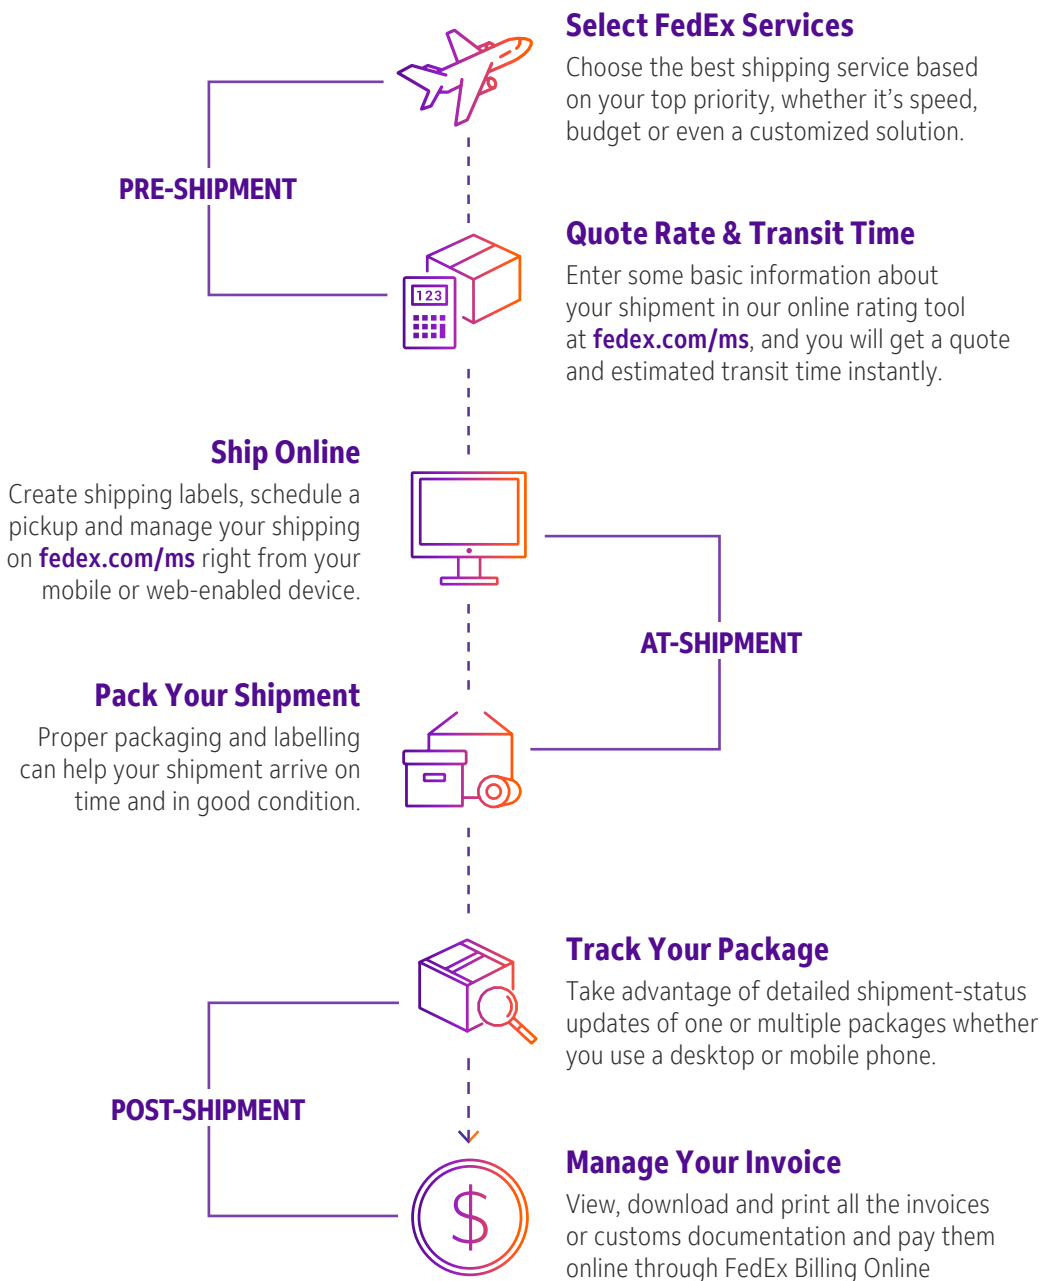 Select FedEx Services
Choose the best shipping service based
on your top priority, whether it’s speed,
budget or even a customized solution.
PRE-SHIPMENT
Quote Rate & Transit Time
Enter some basic information about
your shipment in our online rating tool
at fedex.com/ms, and you will get a quote
and estimated transit time instantly.
123
Ship Online
Create shipping labels, schedule a
pickup and manage your shipping
on fedex.com/ms right from your
mobile or web-enabled device.
AT-SHIPMENT
Pack Your Shipment
Proper packaging and labelling
can help your shipment arrive on
time and in good condition.
Track Your Package
Take advantage of detailed shipment-status
updates of one or multiple packages whether
you use a desktop or mobile phone.
POST-SHIPMENT
Manage Your Invoice
View, download and print all the invoices
or customs documentation and pay them
online through FedEx Billing Online
$